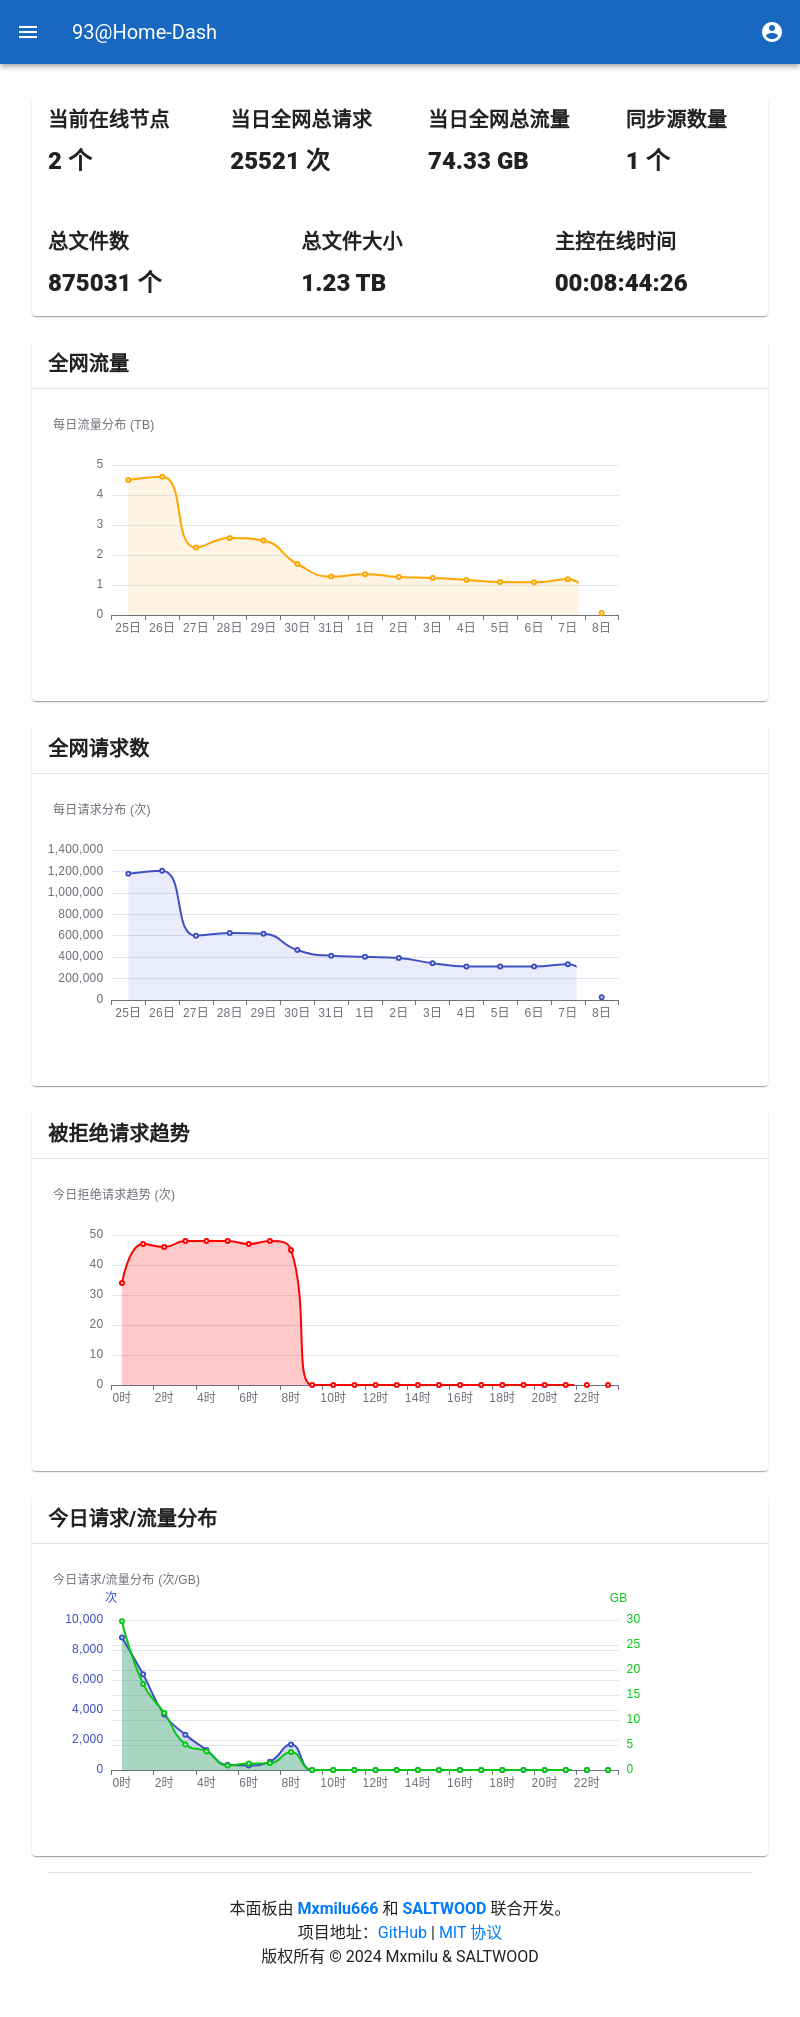 93@Home-Dash
当前在线节点 当日全网总请求 当日全网总流量 同步源数量
2 个 25521 次 74.33 GB 1 个
总文件数 总文件大小 主控在线时间
875031 个 1.23 TB 00:08:44:26
全网流量
每日流量分布 (TB)
5
4
3
2
1
0
25日 26日 27日 28日 29日 30日 31日 1日 2日 3日 4日 5日 6日 7日 8日
全网请求数
每日请求分布 (次)
1,400,000
1,200,000
1,000,000
800,000
600,000
400,000
200,000
0
25日 26日 27日 28日 29日 30日 31日 1日 2日 3日 4日 5日 6日 7日 8日
被拒绝请求趋势
今日拒绝请求趋势 (次)
50
40
30
20
10
0
0时 2时 4时 6时 8时 10时 12时 14时 16时 18时 20时 22时
今日请求/流量分布
今日请求/流量分布 (次/GB)
次 GB
10,000 30
25
8,000 20
6,000 15
4,000 10
2,000 5
0 0
0时 2时 4时 6时 8时 10时 12时 14时 16时 18时 20时 22时
本面板由 Mxmilu666 和 SALTWOOD 联合开发。
项目地址：GitHub | MIT 协议
版权所有 © 2024 Mxmilu & SALTWOOD